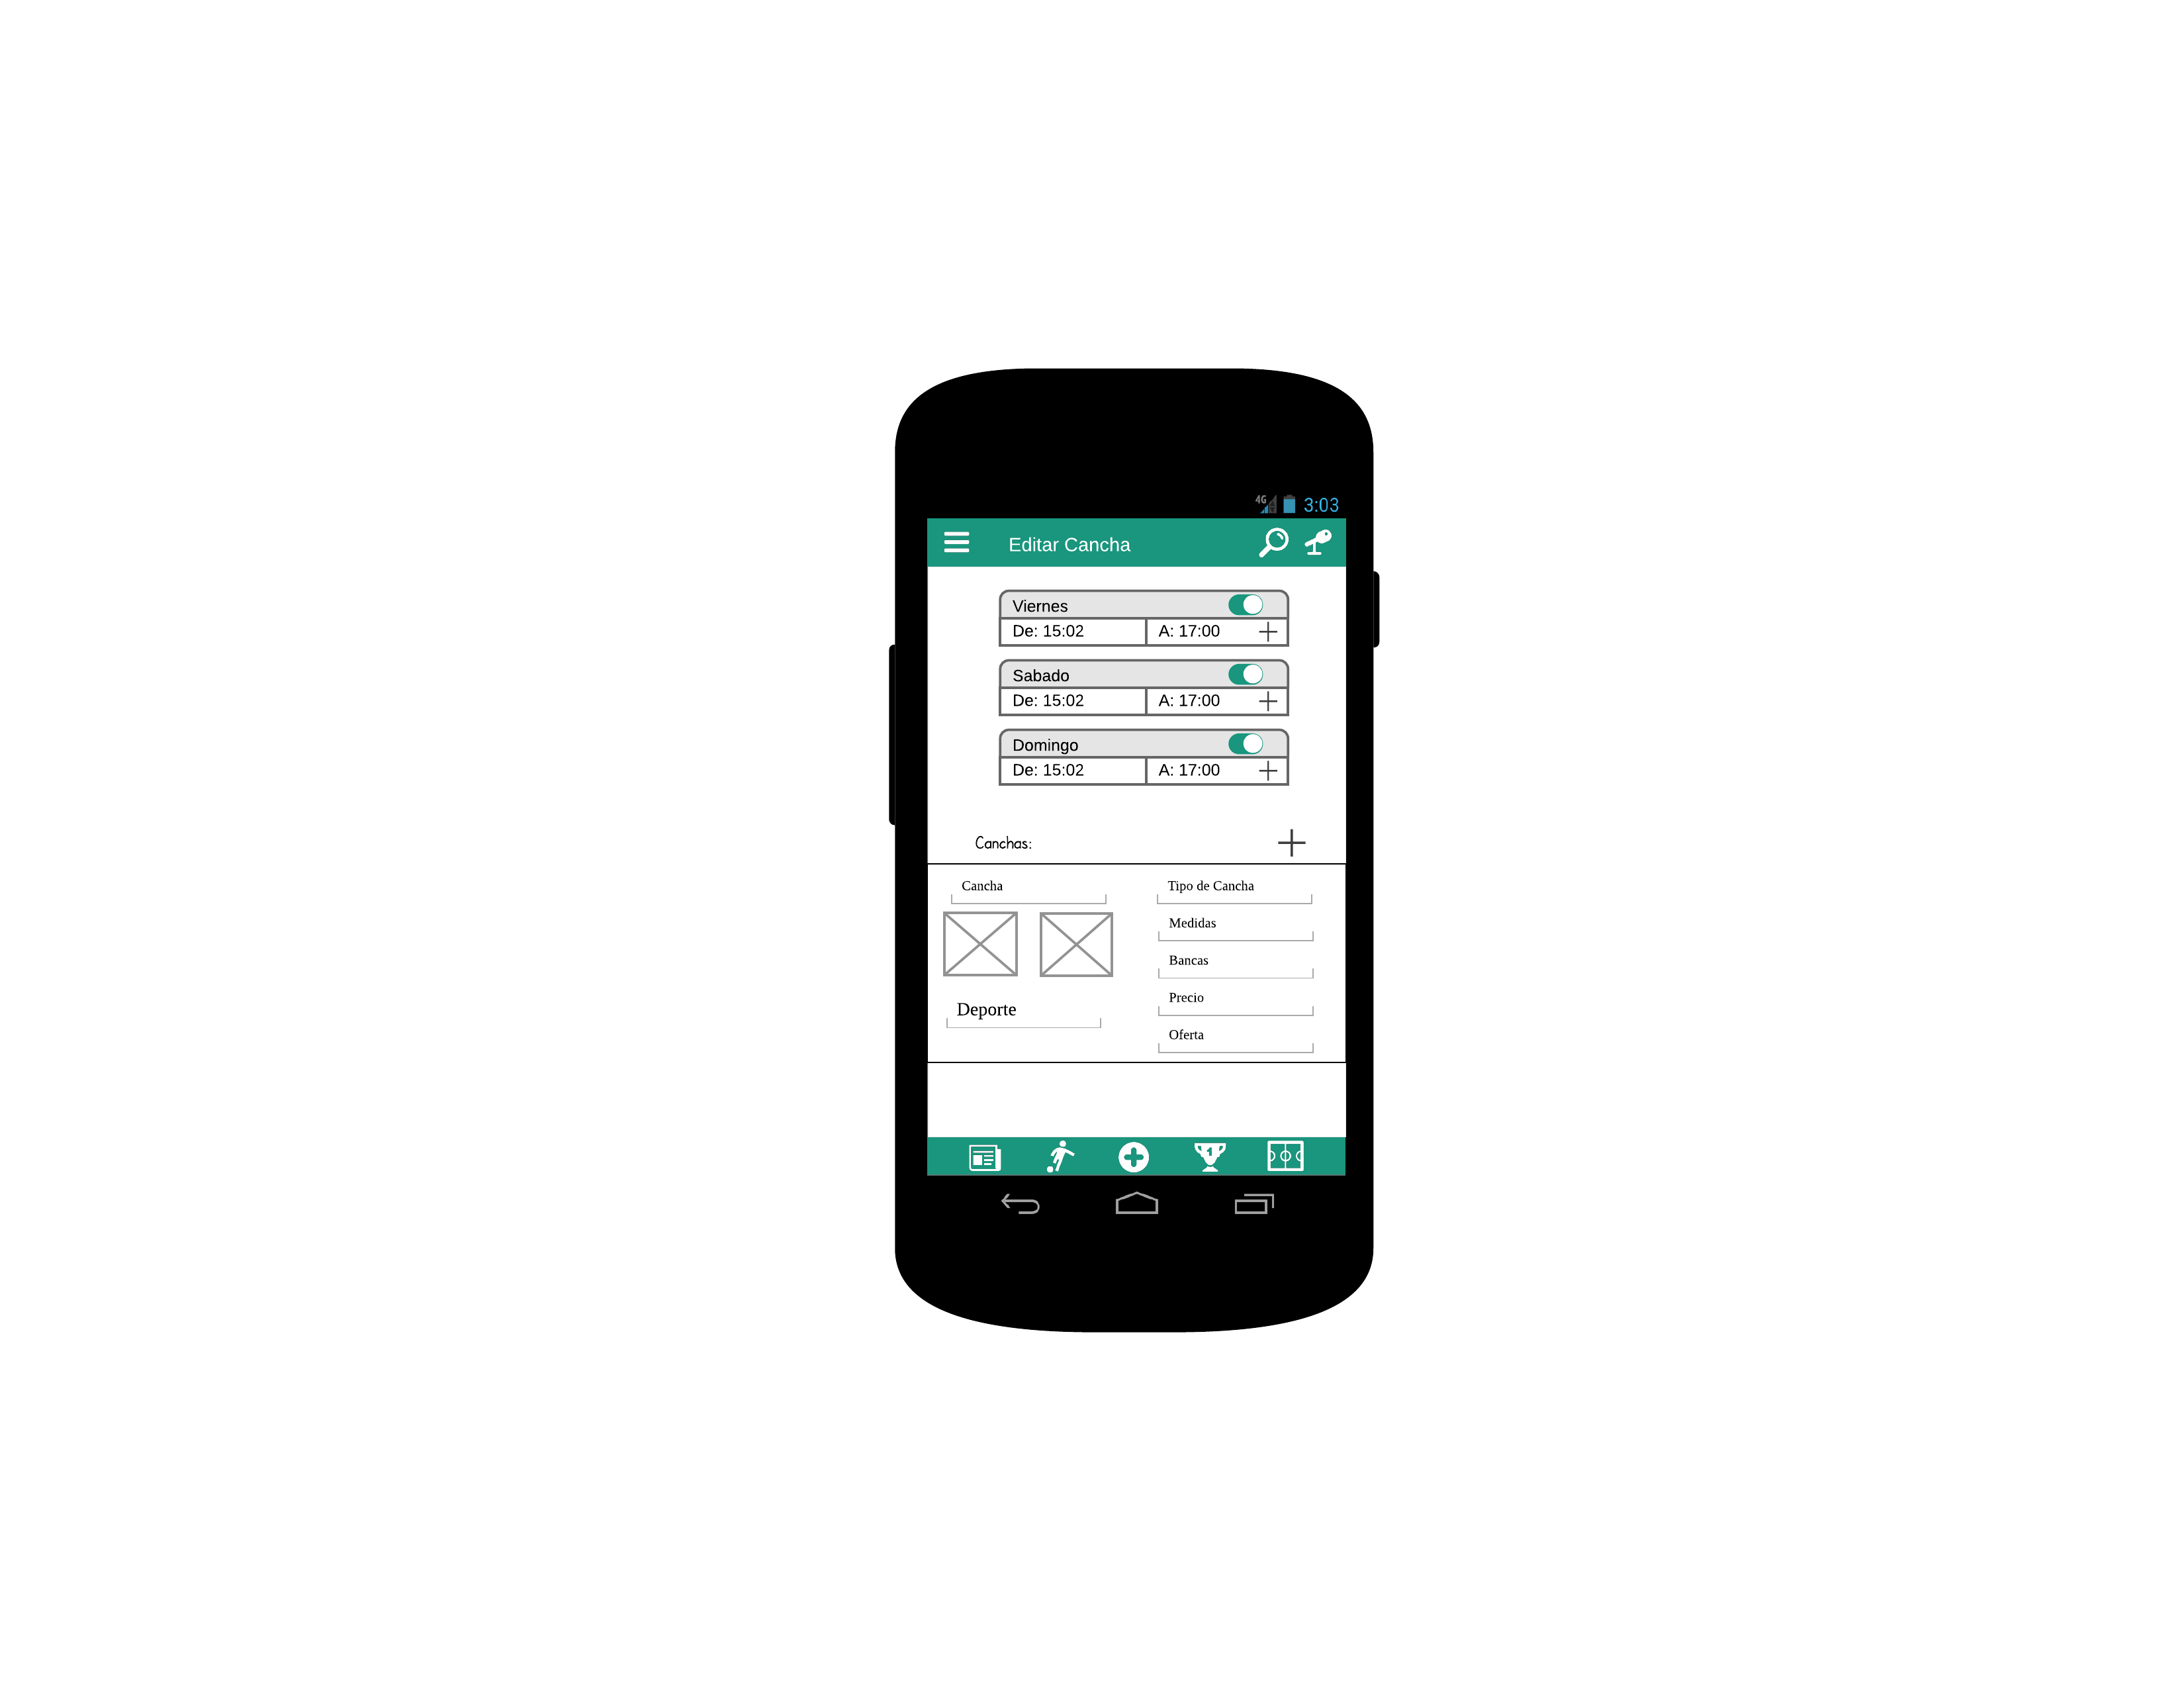 4G 3:03
Editar Cancha
Viernes
De: 15:02 A: 17:00
Sabado
De: 15:02 A: 17:00
Domingo
De: 15:02 A: 17:00
Canchas:
Cancha
Deporte
Tipo de Cancha
Medidas
Bancas
Precio
Oferta
1